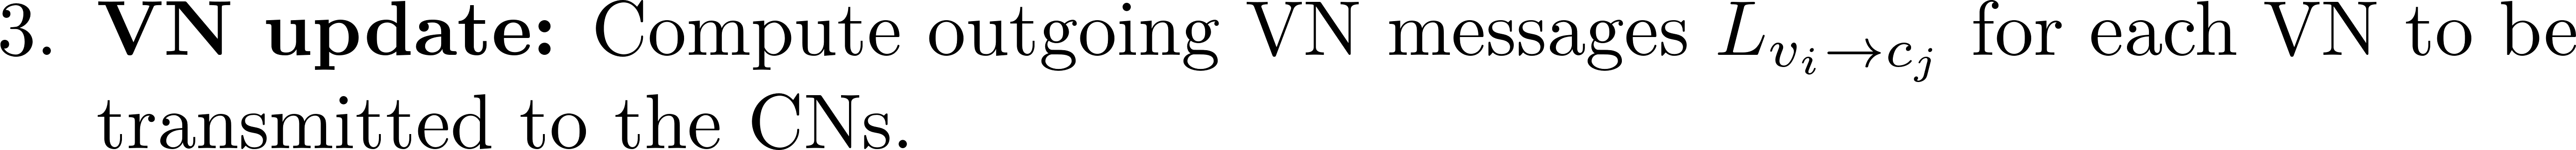 3. VN update: Compute outgoing VN messages $L_{v_i \to c_j}$ for each VN to be
transmitted to the CNs.